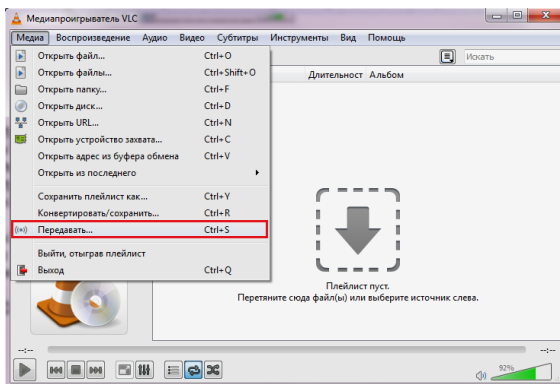 Медиапроигрыватель VLC
Медиа Воспроизведение Аудио Видео Субтитры Инструменты Вид Помощь
Искать
Открыть файл... Ctrl+O
Открыть файлы... Ctrl+Shift+O
Открыть папку... Ctrl+F
Открыть диск... Ctrl+D
Открыть URL... Ctrl+N
Открыть устройство захвата... Ctrl+C
Открыть адрес из буфера обмена Ctrl+V
Открыть из последнего
Сохранить плейлист как... Ctrl+Y
Конвертировать/сохранить... Ctrl+R
Передавать... Ctrl+S
Выйти, отыграв плейлист
Выход Ctrl+Q
Длительност Альбом
Плейлист пуст.
Перетяните сюда файл(ы) или выберите источник слева.
--:-- --:--
92%